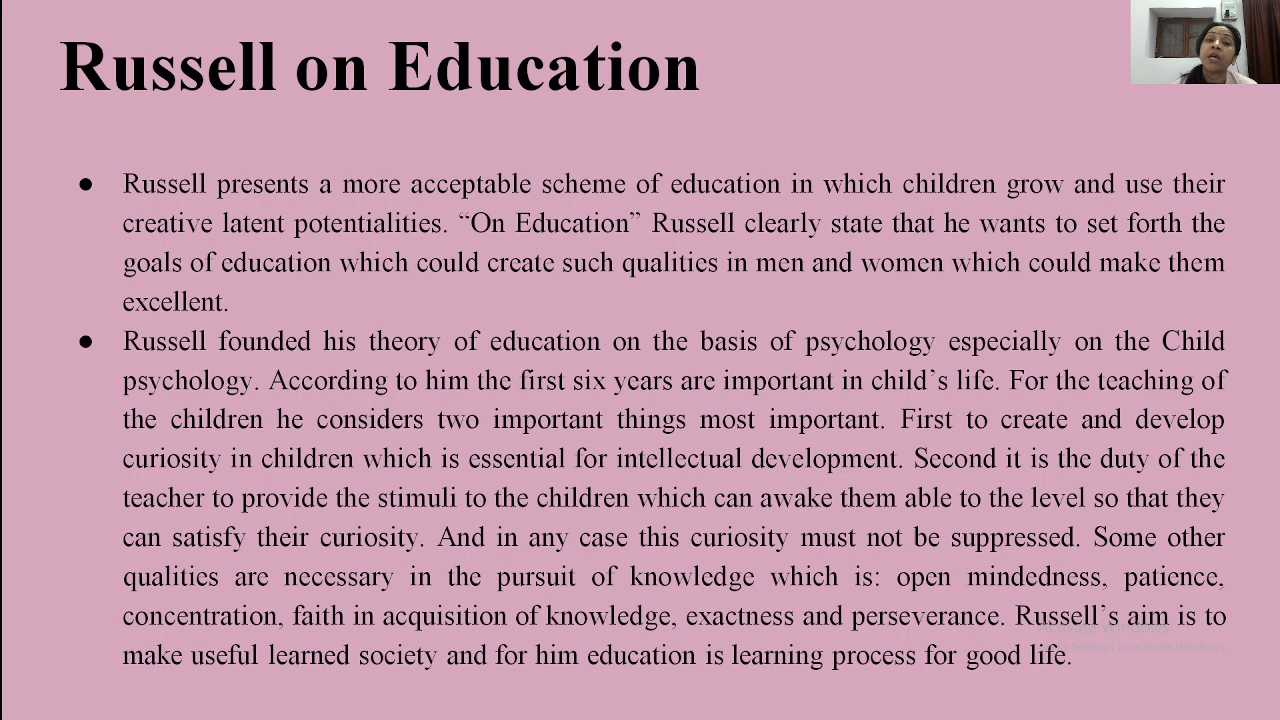 Russell on Education
● Russell presents a more acceptable scheme of education in which children grow and use their
creative latent potentialities. “On Education” Russell clearly state that he wants to set forth the
goals of education which could create such qualities in men and women which could make them
excellent.
● Russell founded his theory of education on the basis of psychology especially on the Child
psychology. According to him the first six years are important in child’s life. For the teaching of
the children he considers two important things most important. First to create and develop
curiosity in children which is essential for intellectual development. Second it is the duty of the
teacher to provide the stimuli to the children which can awake them able to the level so that they
can satisfy their curiosity. And in any case this curiosity must not be suppressed. Some other
qualities are necessary in the pursuit of knowledge which is: open mindedness, patience,
concentration, faith in acquisition of knowledge, exactness and perseverance. Russell’s aim is to
make useful learned society and for him education is learning process for good life.
Activate Windows
Settings to activate Windows